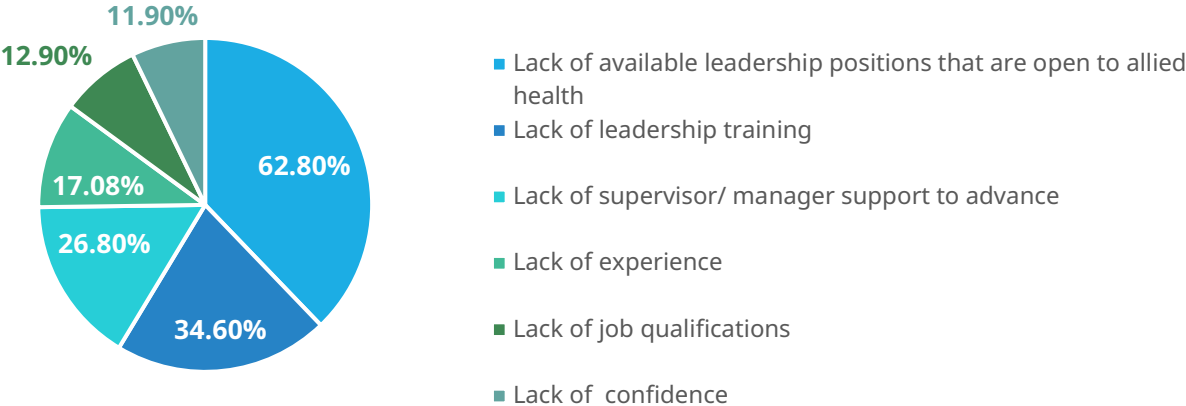 11.90%
12.90%
62.80%
17.08%
26.80%
34.60%
Lack of available leadership positions that are open to allied
health
Lack of leadership training
Lack of supervisor/ manager support to advance
Lack of experience
Lack of job qualifications
Lack of  confidence